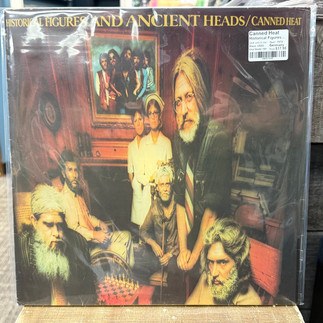 HISTORICAL FIGURES AND ANCIENT HEADS/CANNED HEAT
Canned Heat
Historical Figures